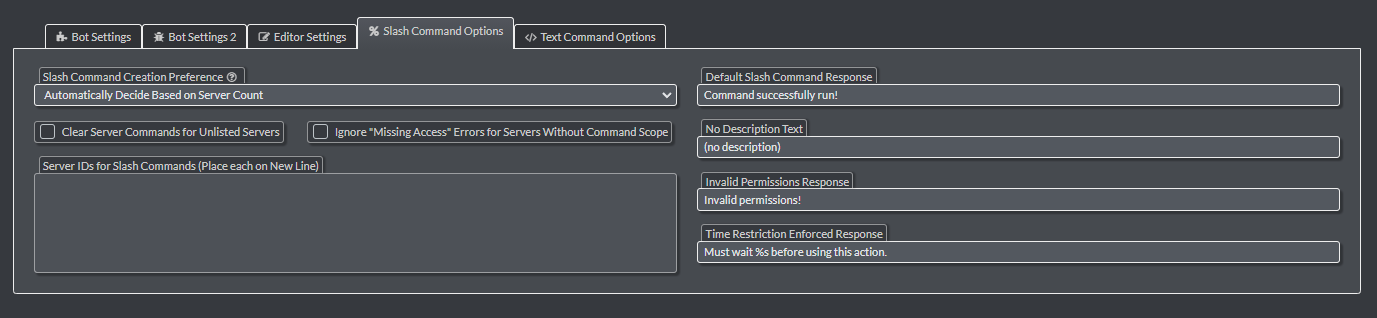 Bot Settings
Bot Settings 2
Editor Settings
Slash Command Options
Text Command Options
Slash Command Creation Preference
Automatically Decide Based on Server Count
Clear Server Commands for Unlisted Servers
Ignore "Missing Access" Errors for Servers Without Command Scope
Server IDs for Slash Commands (Place each on New Line)
Default Slash Command Response
Command successfully run!
No Description Text
(no description)
Invalid Permissions Response
Invalid permissions!
Time Restriction Enforced Response
Must wait %s before using this action.